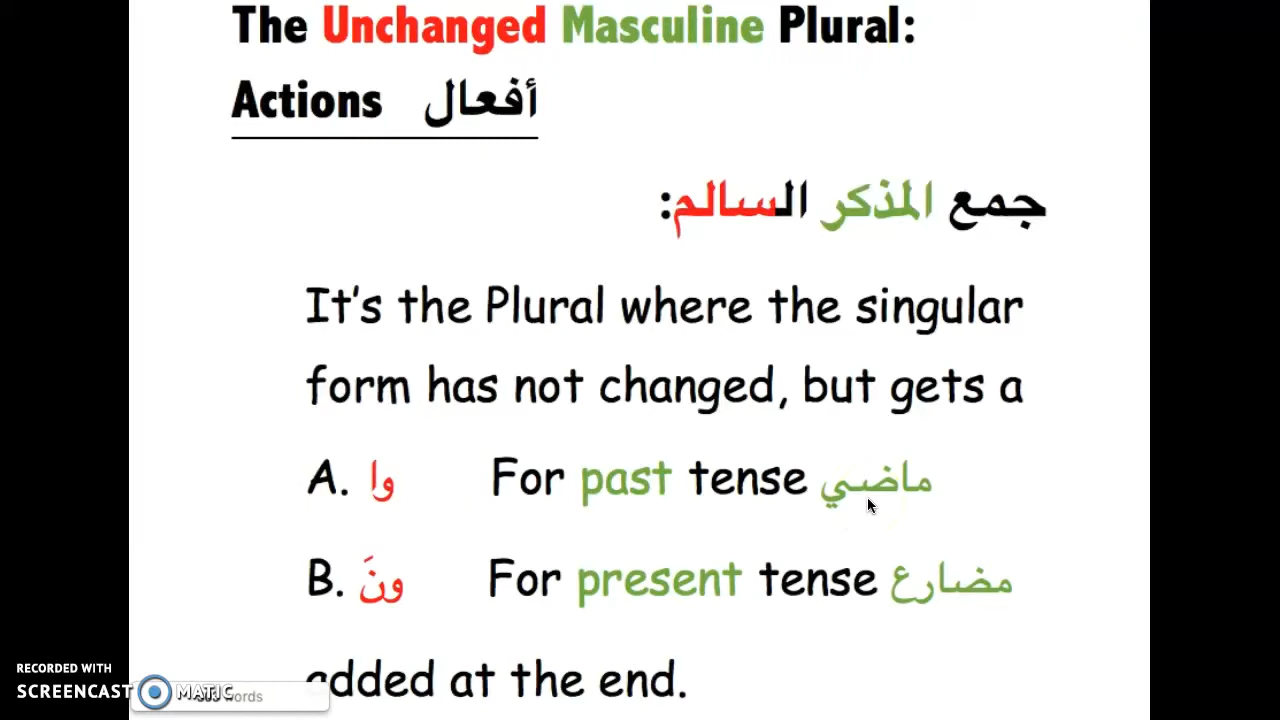 The Unchanged Masculine Plural:
Actions أفعال
جمع المذكر السالم:
It's the Plural where the singular
form has not changed, but gets a
A. وا For past tense ماضي
B. ونَ For present tense مضارع
added at the end.
RECORDED WITH
SCREENCAST MATIC
words